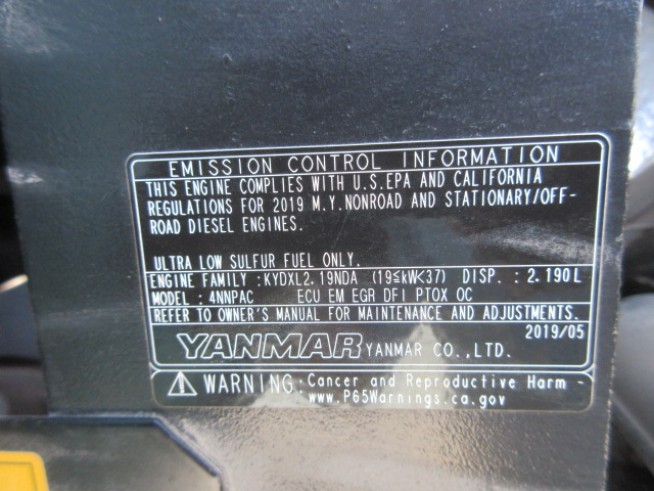 EMISSION CONTROL INFORMATION
THIS ENGINE COMPLIES WITH U.S.EPA AND CALIFORNIA
REGULATIONS FOR 2019 M.Y.NONROAD AND STATIONARY/OFF-
ROAD DIESEL ENGINES.
ULTRA LOW SULFUR FUEL ONLY.
ENGINE FAMILY :KYDXL2.19NDA (19≦kW<37) DISP. : 2.190L
MODEL : 4NNPAC ECU EM EGR DFI PTOX OC
REFER TO OWNER'S MANUAL FOR MAINTENANCE AND ADJUSTMENTS.
2019/05
YANMAR YANMAR CO.,LTD.
WARNING:Cancer and Reproductive Harm -
www.P65Warnings.ca.gov